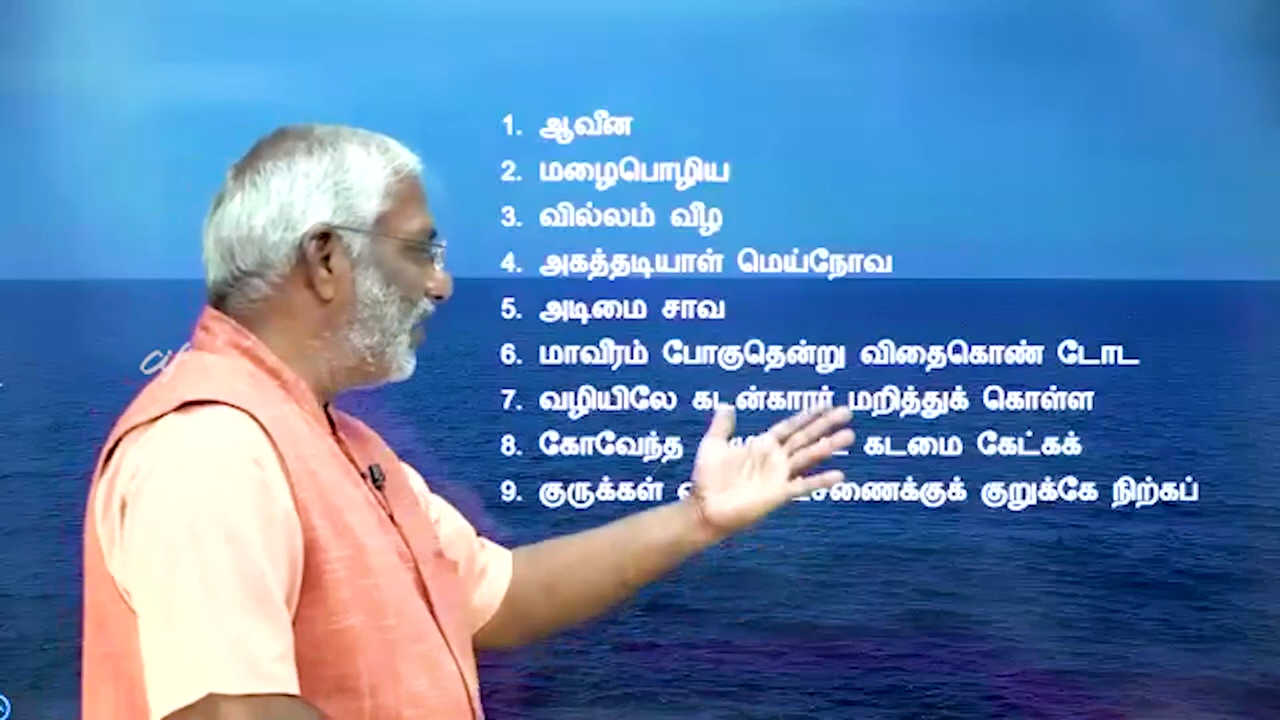 1. ஆவீன
2. மழைபொழிய
3. வில்லம் வீழ
4. அகத்தடியாள் மெய்நோவ
5. அடிமை சாவ
6. மாவீரம் போகுதென்று விதைகொண் டோட
7. வழியிலே கடன்காரர் மறித்துக் கொள்ள
8. கோவேந்த கடமை கேட்கக்
9. குருக்கள் குறுக்கே நிற்கப்